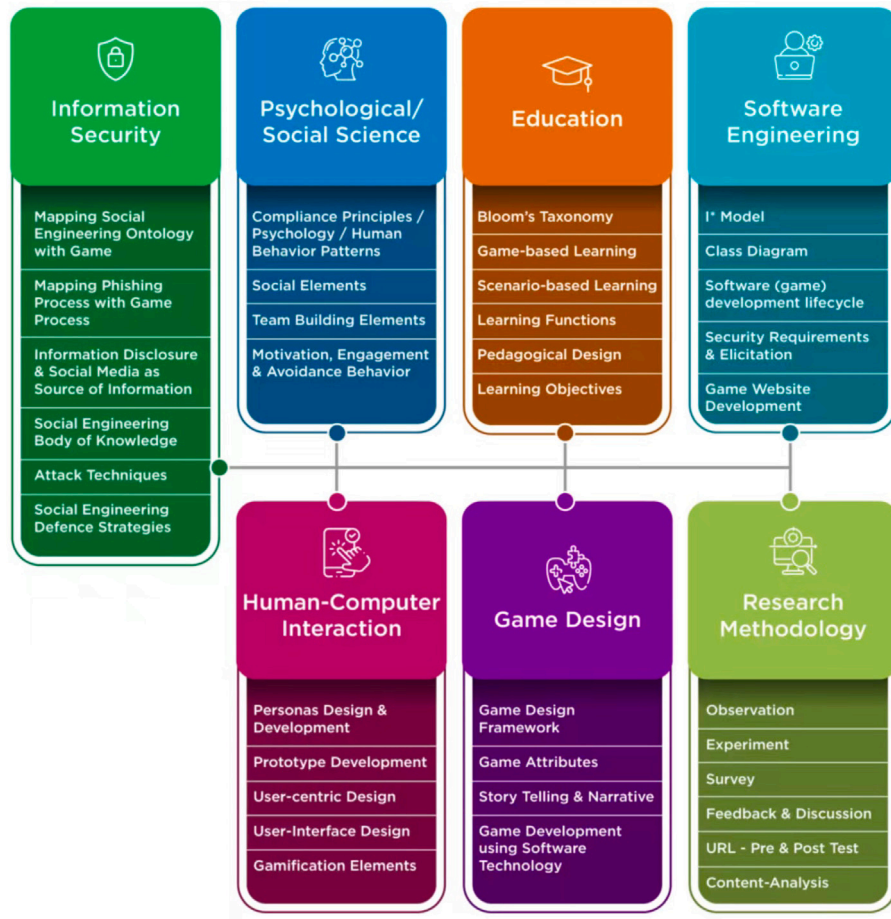 Information
Security
Mapping Social
Engineering Ontology
with Game
Mapping Phishing
Process with Game
Process
Information Disclosure
& Social Media as
Source of Information
Social Engineering
Body of Knowledge
Attack Techniques
Social Engineering
Defence Strategies
Psychological/
Social Science
Compliance Principles /
Psychology / Human
Behavior Patterns
Social Elements
Team Building Elements
Motivation, Engagement
& Avoidance Behavior
Education
Bloom's Taxonomy
Game-based Learning
Scenario-based Learning
Learning Functions
Pedagogical Design
Learning Objectives
Software
Engineering
I* Model
Class Diagram
Software (game)
development lifecycle
Security Requirements
& Elicitation
Game Website
Development
Human-Computer
Interaction
Personas Design &
Development
Prototype Development
User-centric Design
User-Interface Design
Gamification Elements
Game Design
Game Design
Framework
Game Attributes
Story Telling & Narrative
Game Development
using Software
Technology
Research
Methodology
Observation
Experiment
Survey
Feedback & Discussion
URL - Pre & Post Test
Content-Analysis